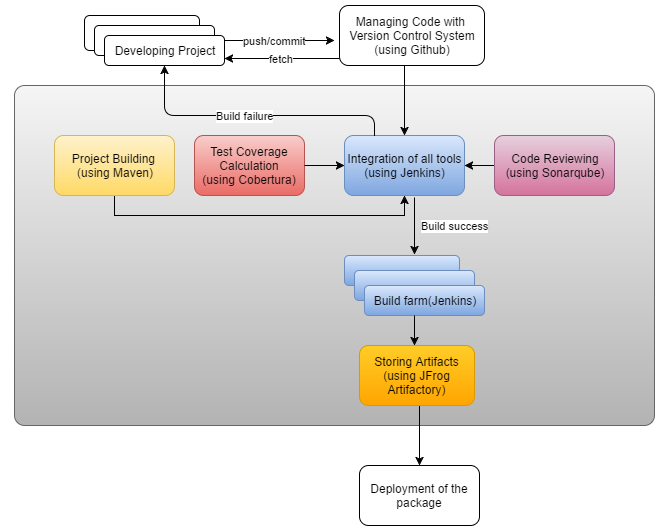 Developing Project
push/commit
fetch
Managing Code with
Version Control System
(using Github)
Build failure
Project Building
(using Maven)
Test Coverage
Calculation
(using Cobertura)
Integration of all tools
(using Jenkins)
Code Reviewing
(using Sonarqube)
Build success
Build farm(Jenkins)
Storing Artifacts
(using JFrog
Artifactory)
Deployment of the
package